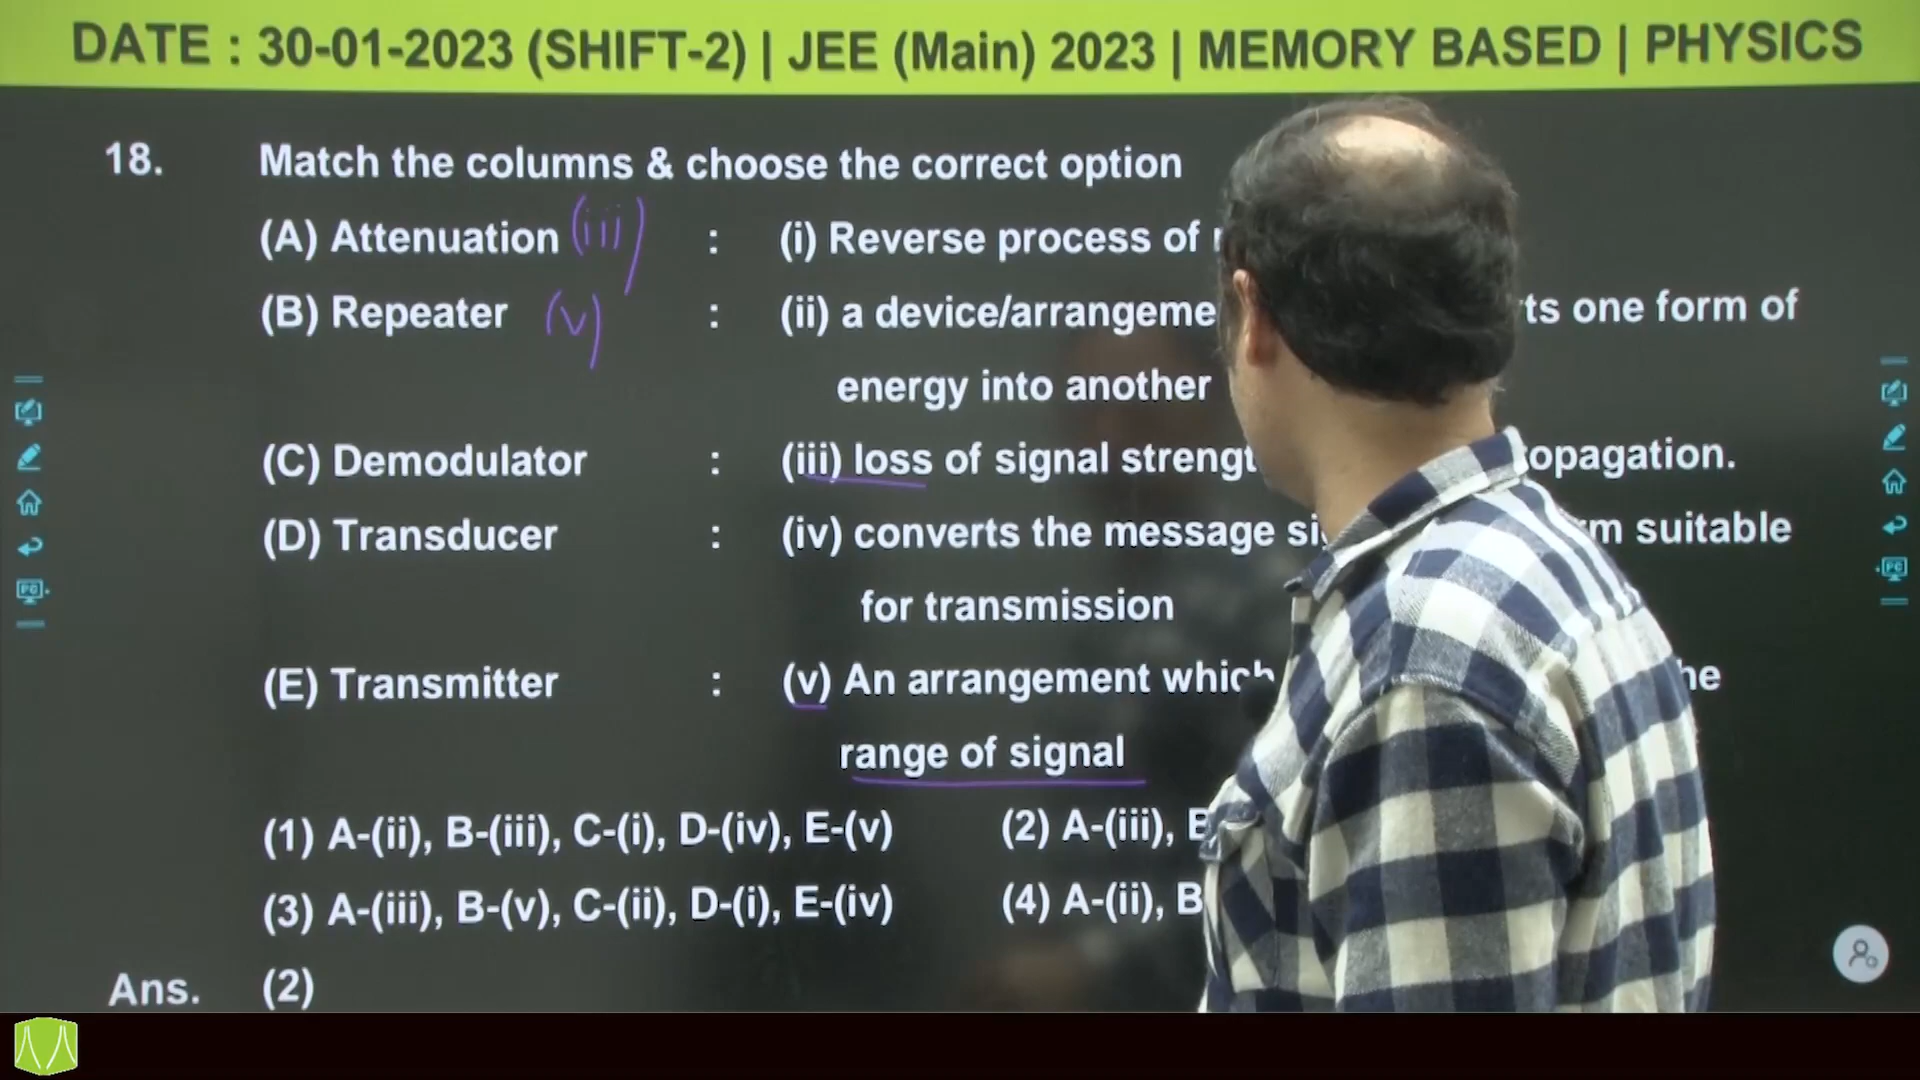 DATE : 30-01-2023 (SHIFT-2) | JEE (Main) 2023 | MEMORY BASED | PHYSICS
18. Match the columns & choose the correct option
(A) Attenuation (iii) : (i) Reverse process of
(B) Repeater (v) : (ii) a device/arrangeme ts one form of
energy into another
(C) Demodulator : (iii) loss of signal strengt opagation.
(D) Transducer : (iv) converts the message si m suitable
for transmission
(E) Transmitter : (v) An arrangement which he
range of signal
(1) A-(ii), B-(iii), C-(i), D-(iv), E-(v) (2) A-(iii), B
(3) A-(iii), B-(v), C-(ii), D-(i), E-(iv) (4) A-(ii), B
Ans. (2)